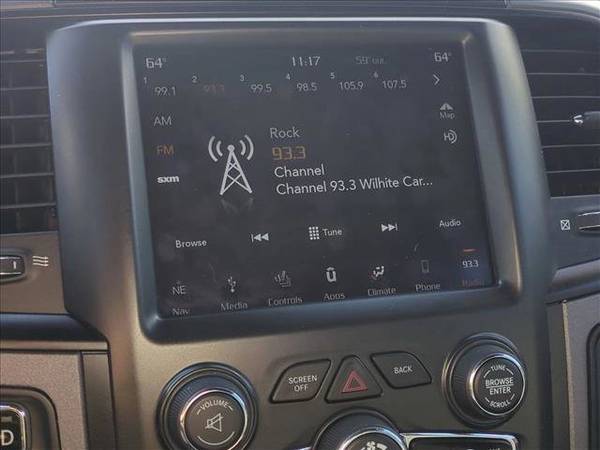 64° 11:17 59° out 64°
1 2 3 4 5 6
99.1 93.3 99.5 98.5 105.9 107.5
AM
Map
FM
HD
sxm
Rock
93.3
Channel
Channel 93.3 Wilhite Car...
Browse Tune Audio
NE 93.3
Nav Media Controls Apps Climate Phone Radio
SCREEN OFF
BACK
TUNE
BROWSE
ENTER
SCROLL
VOLUME
D